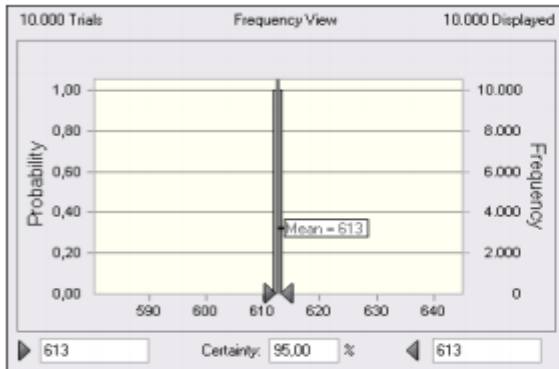 10.000 Trials Frequency View 10.000 Displayed
1,00 10.000
0,80 8.000
0,60 6.000
Probability Frequency
0,40 4.000
Mean = 613
0,20 2.000
0,00 0
590 600 610 620 630 640
613 Certainty: 95,00 % 613